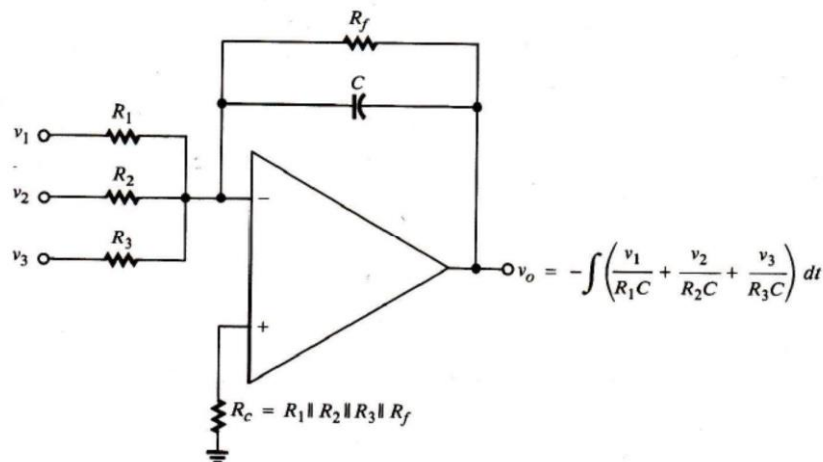 R_f
C
v_1
R_1
v_2
R_2
v_3
R_3
−
+
v_o = −∫(v_1/R_1C + v_2/R_2C + v_3/R_3C) dt
R_c = R_1 ∥ R_2 ∥ R_3 ∥ R_f